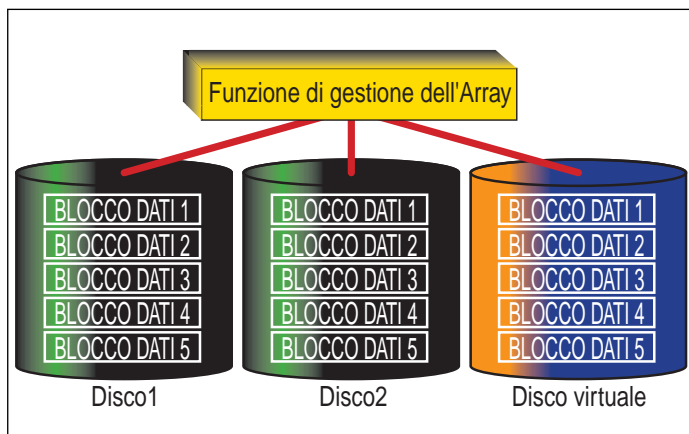 Funzione di gestione dell'Array
BLOCCO DATI 1
BLOCCO DATI 2
BLOCCO DATI 3
BLOCCO DATI 4
BLOCCO DATI 5
Disco1
BLOCCO DATI 1
BLOCCO DATI 2
BLOCCO DATI 3
BLOCCO DATI 4
BLOCCO DATI 5
Disco2
BLOCCO DATI 1
BLOCCO DATI 2
BLOCCO DATI 3
BLOCCO DATI 4
BLOCCO DATI 5
Disco virtuale